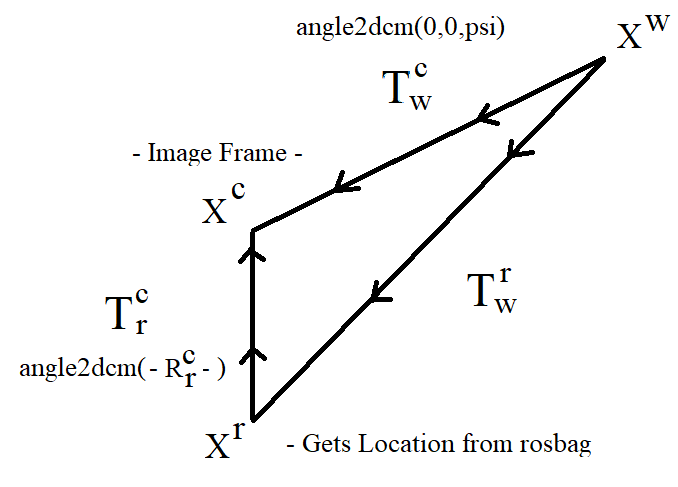 angle2dcm(0,0,psi)
X^w
T_w^c
- Image Frame -
X^c
T_w^r
T_r^c
angle2dcm( - R_r^c - )
X^r
- Gets Location from rosbag